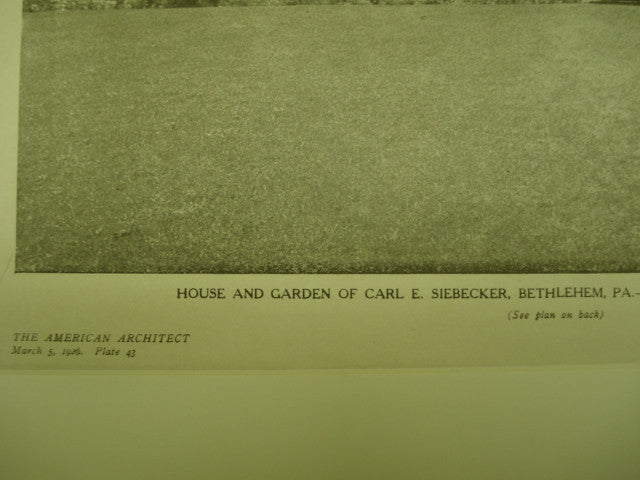 HOUSE AND GARDEN OF CARL E. SIEBECKER, BETHLEHEM, PA.—
(See plan on back)
THE AMERICAN ARCHITECT
March 5, 1926. Plate 43